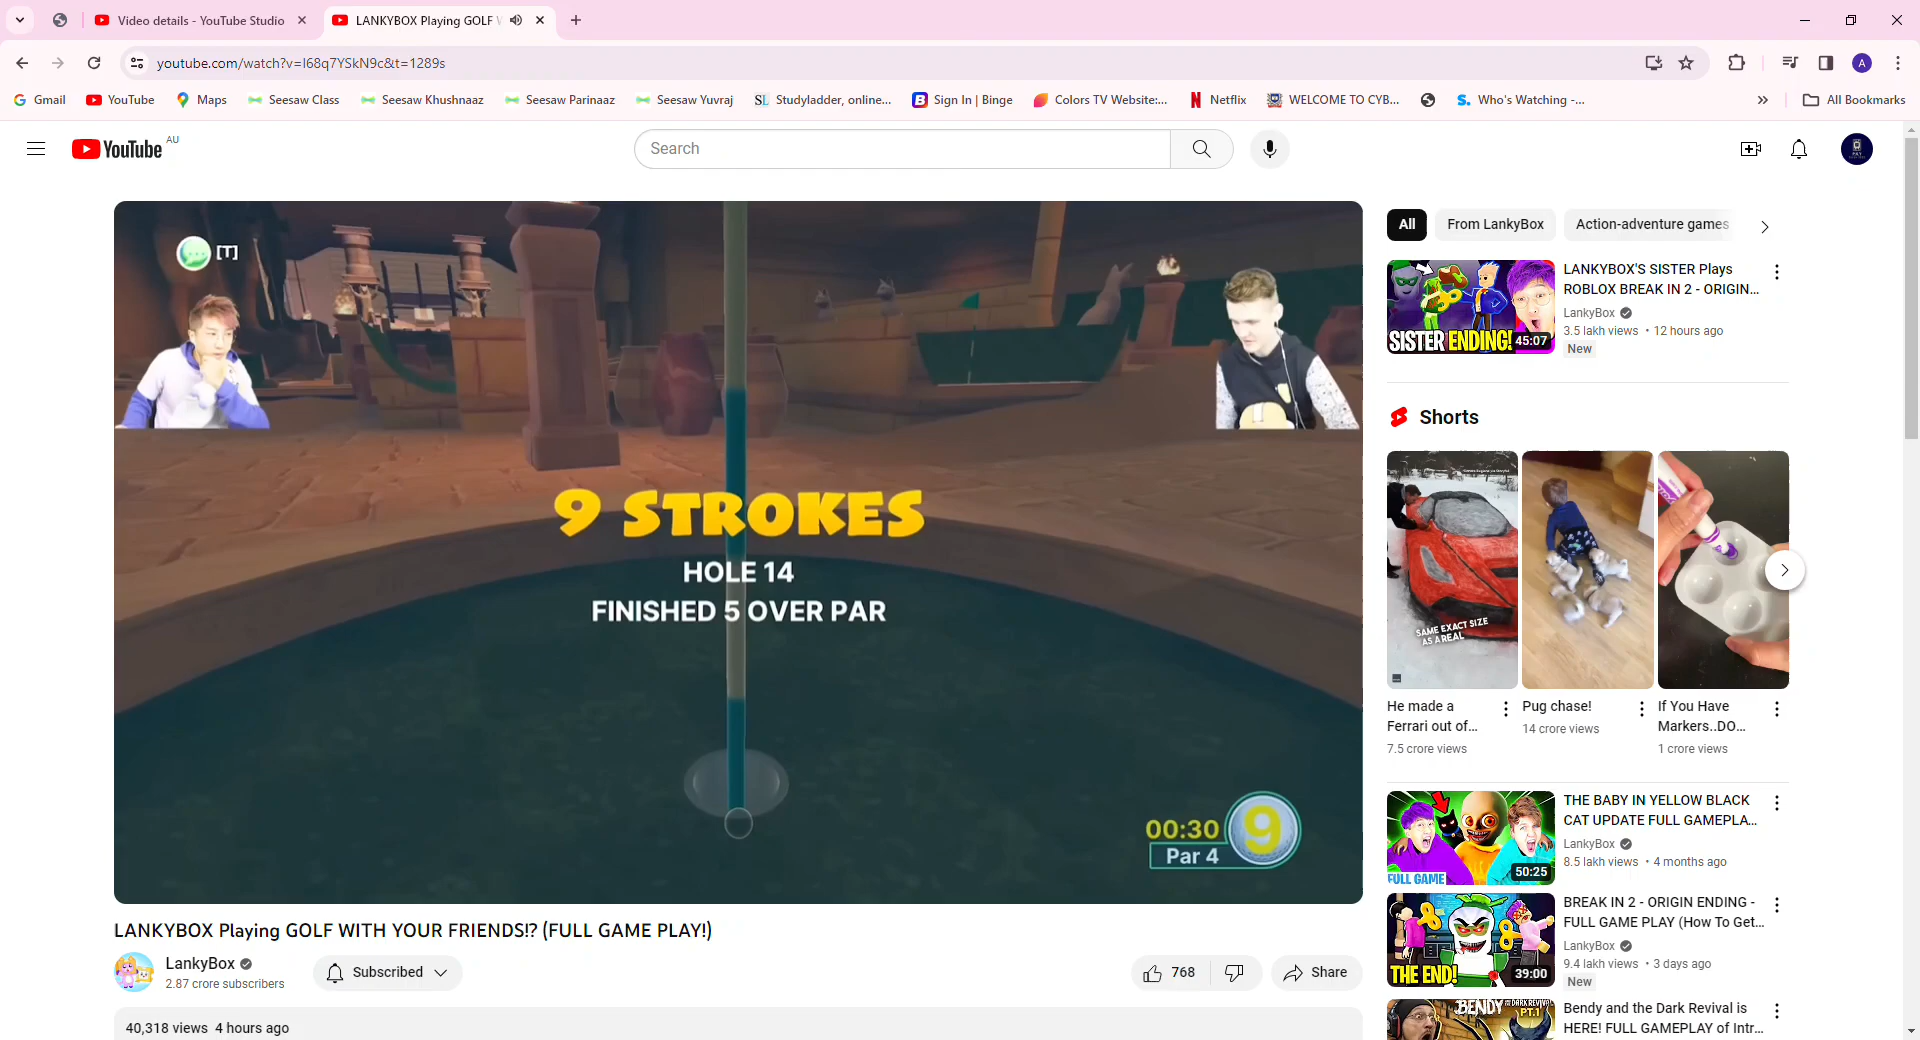 Video details - YouTube Studio
LANKYBOX Playing GOLF W
youtube.com/watch?v=I68q7YSkN9c&t=1289s
A
Gmail
YouTube
Maps
Seesaw Class
Seesaw Khushnaaz
Seesaw Parinaaz
Seesaw Yuvraj
Studyladder, online...
Sign In | Binge
Colors TV Website:...
Netflix
WELCOME TO CYB...
Who's Watching -...
All Bookmarks
YouTube AU
Search
[T]
9 STROKES
HOLE 14
FINISHED 5 OVER PAR
00:30
9
Par 4
LANKYBOX Playing GOLF WITH YOUR FRIENDS!? (FULL GAME PLAY!)
LankyBox
2.87 crore subscribers
Subscribed
768
Share
40,318 views 4 hours ago
All
From LankyBox
Action-adventure games
SISTER ENDING!
45:07
LANKYBOX'S SISTER Plays
ROBLOX BREAK IN 2 - ORIGIN...
LankyBox
3.5 lakh views • 12 hours ago
New
Shorts
SAME EXACT SIZE
AS A REAL
He made a
Ferrari out of...
7.5 crore views
Pug chase!
14 crore views
If You Have
Markers..DO...
1 crore views
FULL GAME
50:25
THE BABY IN YELLOW BLACK
CAT UPDATE FULL GAMEPLA...
LankyBox
8.5 lakh views • 4 months ago
THE END!
39:00
BREAK IN 2 - ORIGIN ENDING -
FULL GAME PLAY (How To Get...
LankyBox
9.4 lakh views • 3 days ago
New
BENDY
PT.1
Bendy and the Dark Revival is
HERE! FULL GAMEPLAY of Intr...